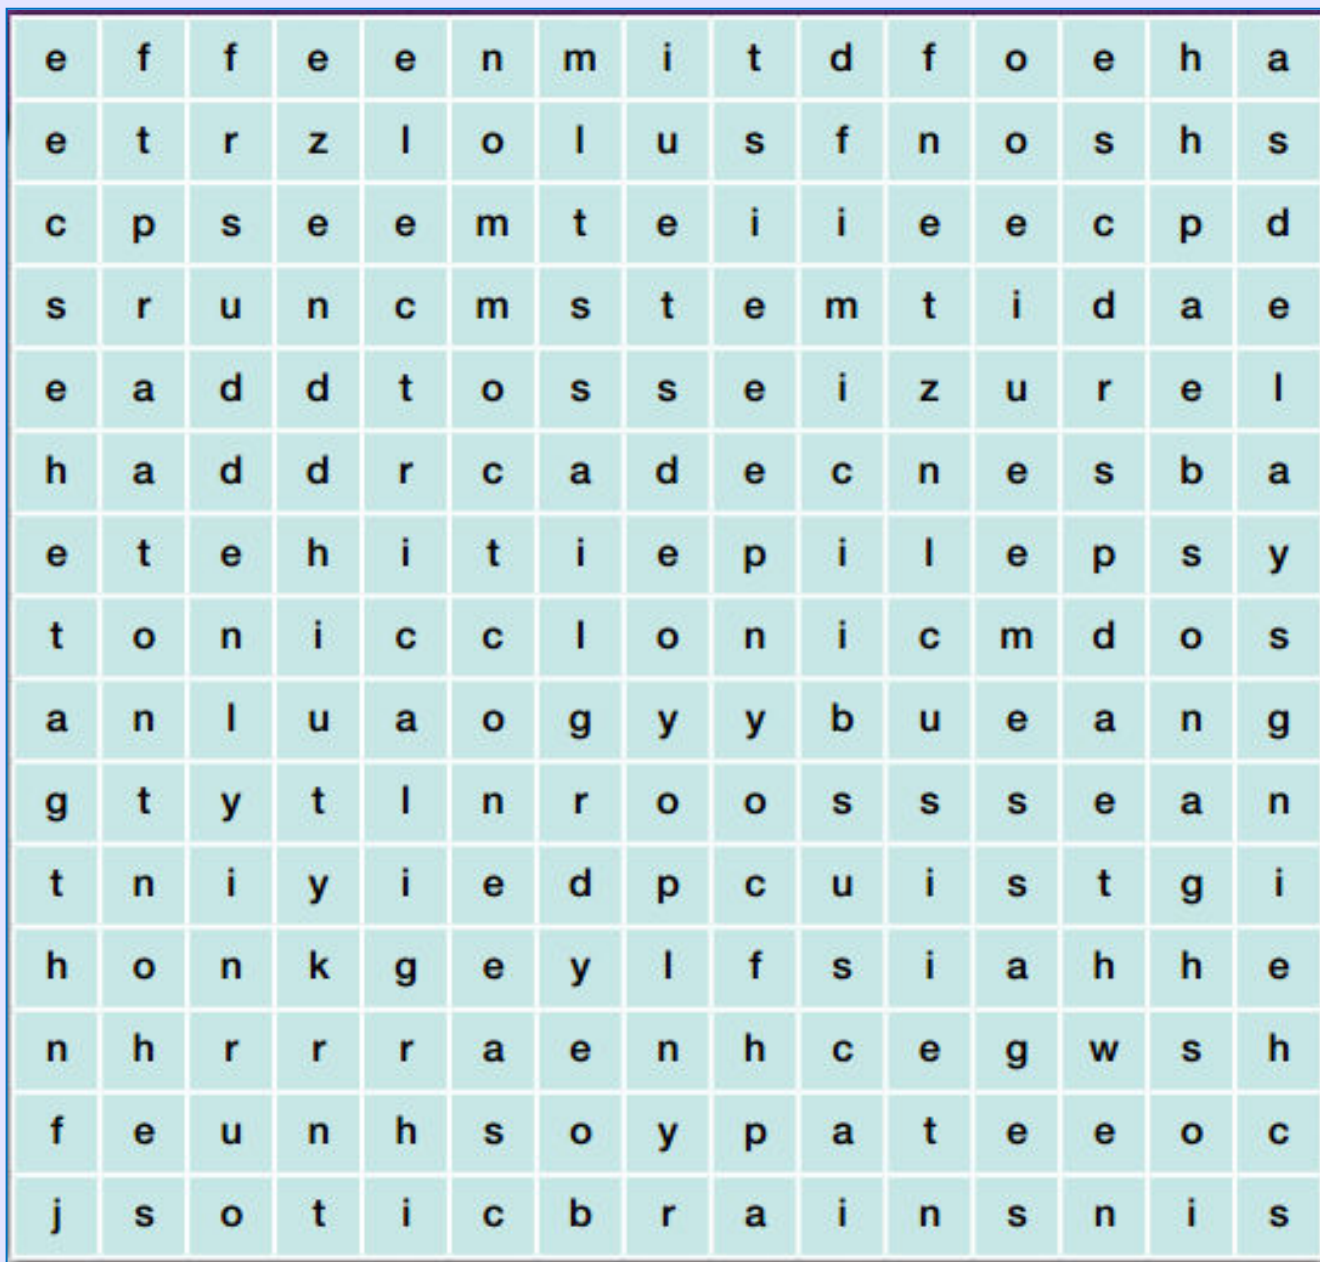 e f f e e n m i t d f o e h a
e t r z l o l u s f n o s h s
c p s e e m t e i i e e c p d
s r u n c m s t e m t i d a e
e a d d t o s s e i z u r e l
h a d d r c a d e c n e s b a
e t e h i t i e p i l e p s y
t o n i c c l o n i c m d o s
a n l u a o g y y b u e a n g
g t y t l n r o o s s s e a n
t n i y i e d p c u i s t g i
h o n k g e y l f s i a h h e
n h r r r a e n h c e g w s h
f e u n h s o y p a t e e o c
j s o t i c b r a i n s n i s